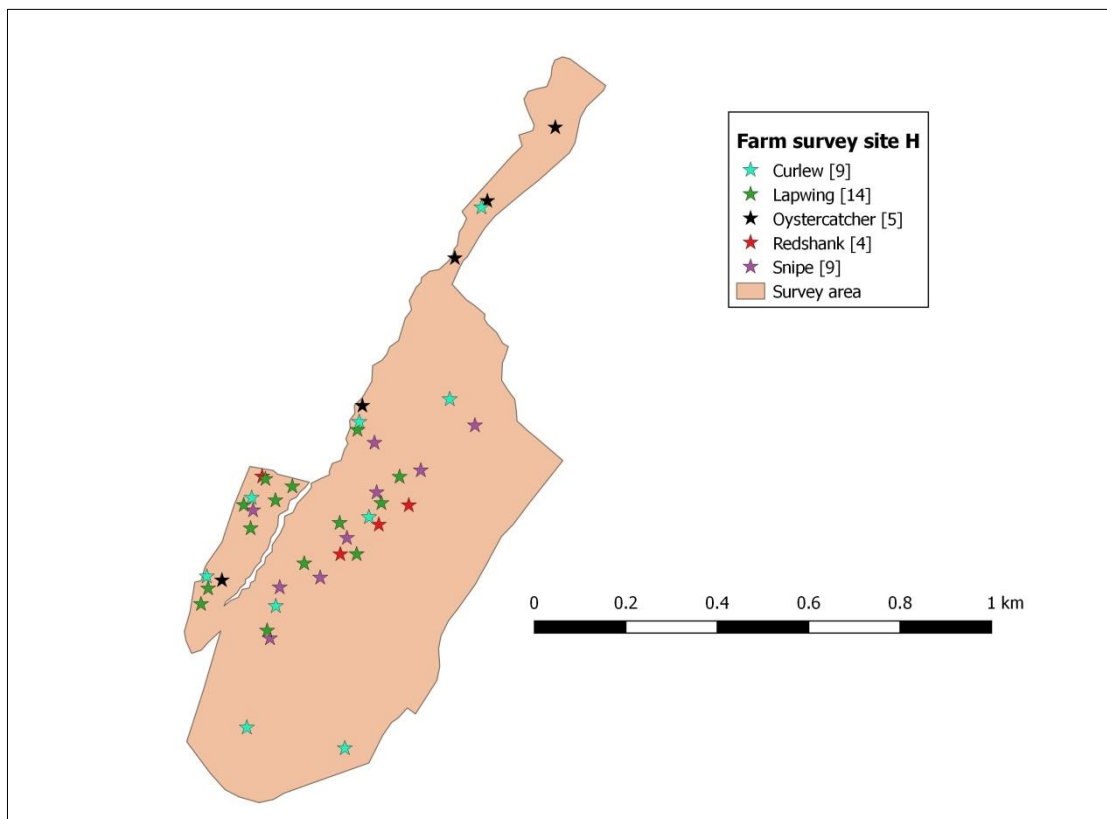 Farm survey site H
Curlew [9]
Lapwing [14]
Oystercatcher [5]
Redshank [4]
Snipe [9]
Survey area
0 0.2 0.4 0.6 0.8 1 km